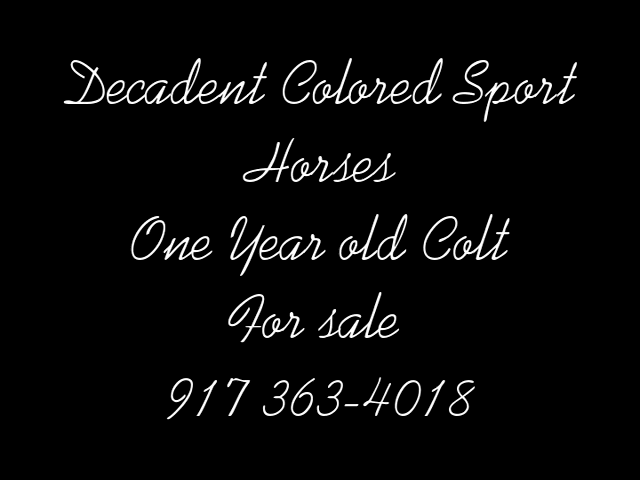 Decadent Colored Sport
Horses
One Year old Colt
For sale
917 363-4018